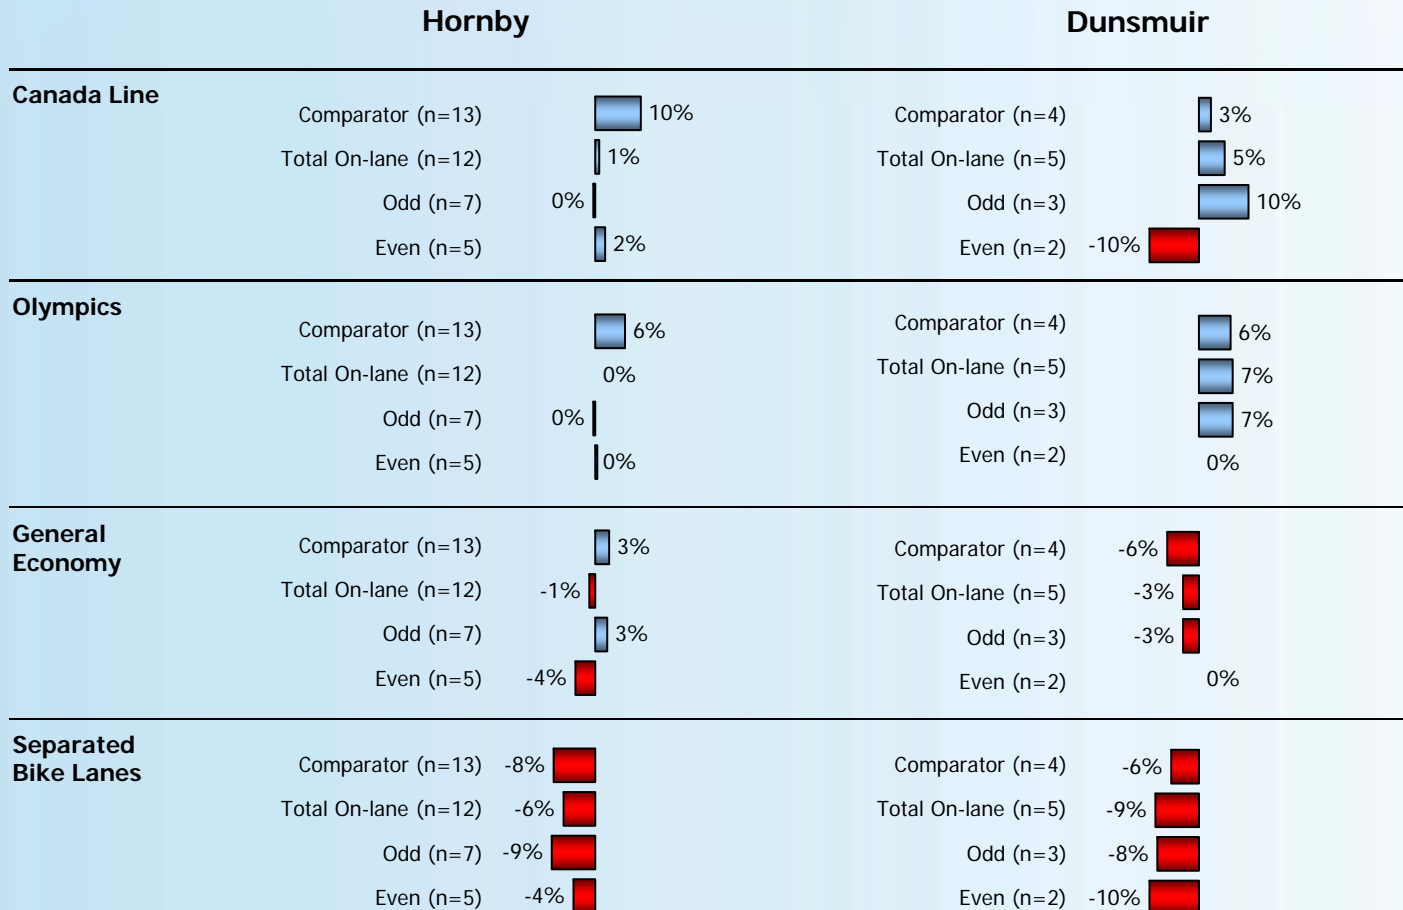 Hornby Dunsmuir
Canada Line
Comparator (n=13) 10% Comparator (n=4) 3%
Total On-lane (n=12) 1% Total On-lane (n=5) 5%
Odd (n=7) 0% Odd (n=3) 10%
Even (n=5) 2% Even (n=2) -10%
Olympics
Comparator (n=13) 6% Comparator (n=4) 6%
Total On-lane (n=12) 0% Total On-lane (n=5) 7%
Odd (n=7) 0% Odd (n=3) 7%
Even (n=5) 0% Even (n=2) 0%
General
Economy
Comparator (n=13) 3% Comparator (n=4) -6%
Total On-lane (n=12) -1% Total On-lane (n=5) -3%
Odd (n=7) 3% Odd (n=3) -3%
Even (n=5) -4% Even (n=2) 0%
Separated
Bike Lanes
Comparator (n=13) -8% Comparator (n=4) -6%
Total On-lane (n=12) -6% Total On-lane (n=5) -9%
Odd (n=7) -9% Odd (n=3) -8%
Even (n=5) -4% Even (n=2) -10%